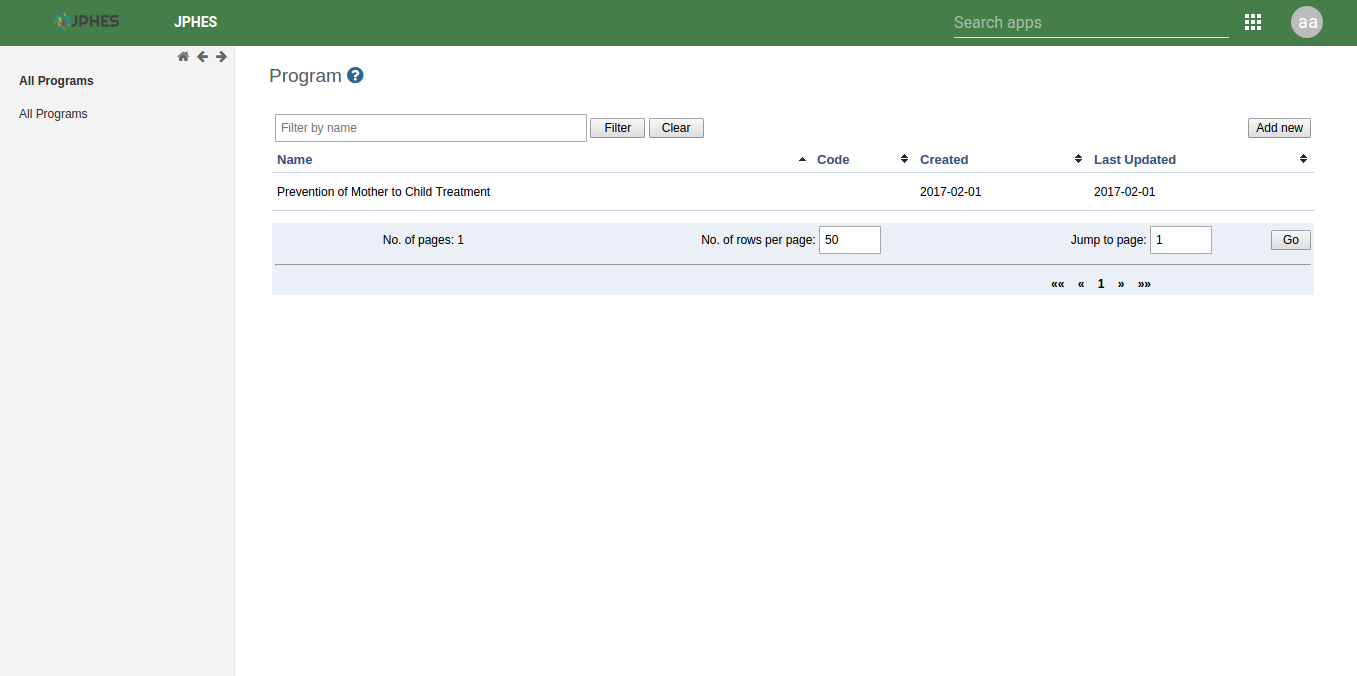 JPHES JPHES Search apps aa
All Programs
All Programs
Program ?
Filter by name Filter Clear Add new
Name Code Created Last Updated
Prevention of Mother to Child Treatment 2017-02-01 2017-02-01
No. of pages: 1 No. of rows per page: 50 Jump to page: 1 Go
«« « 1 » »»